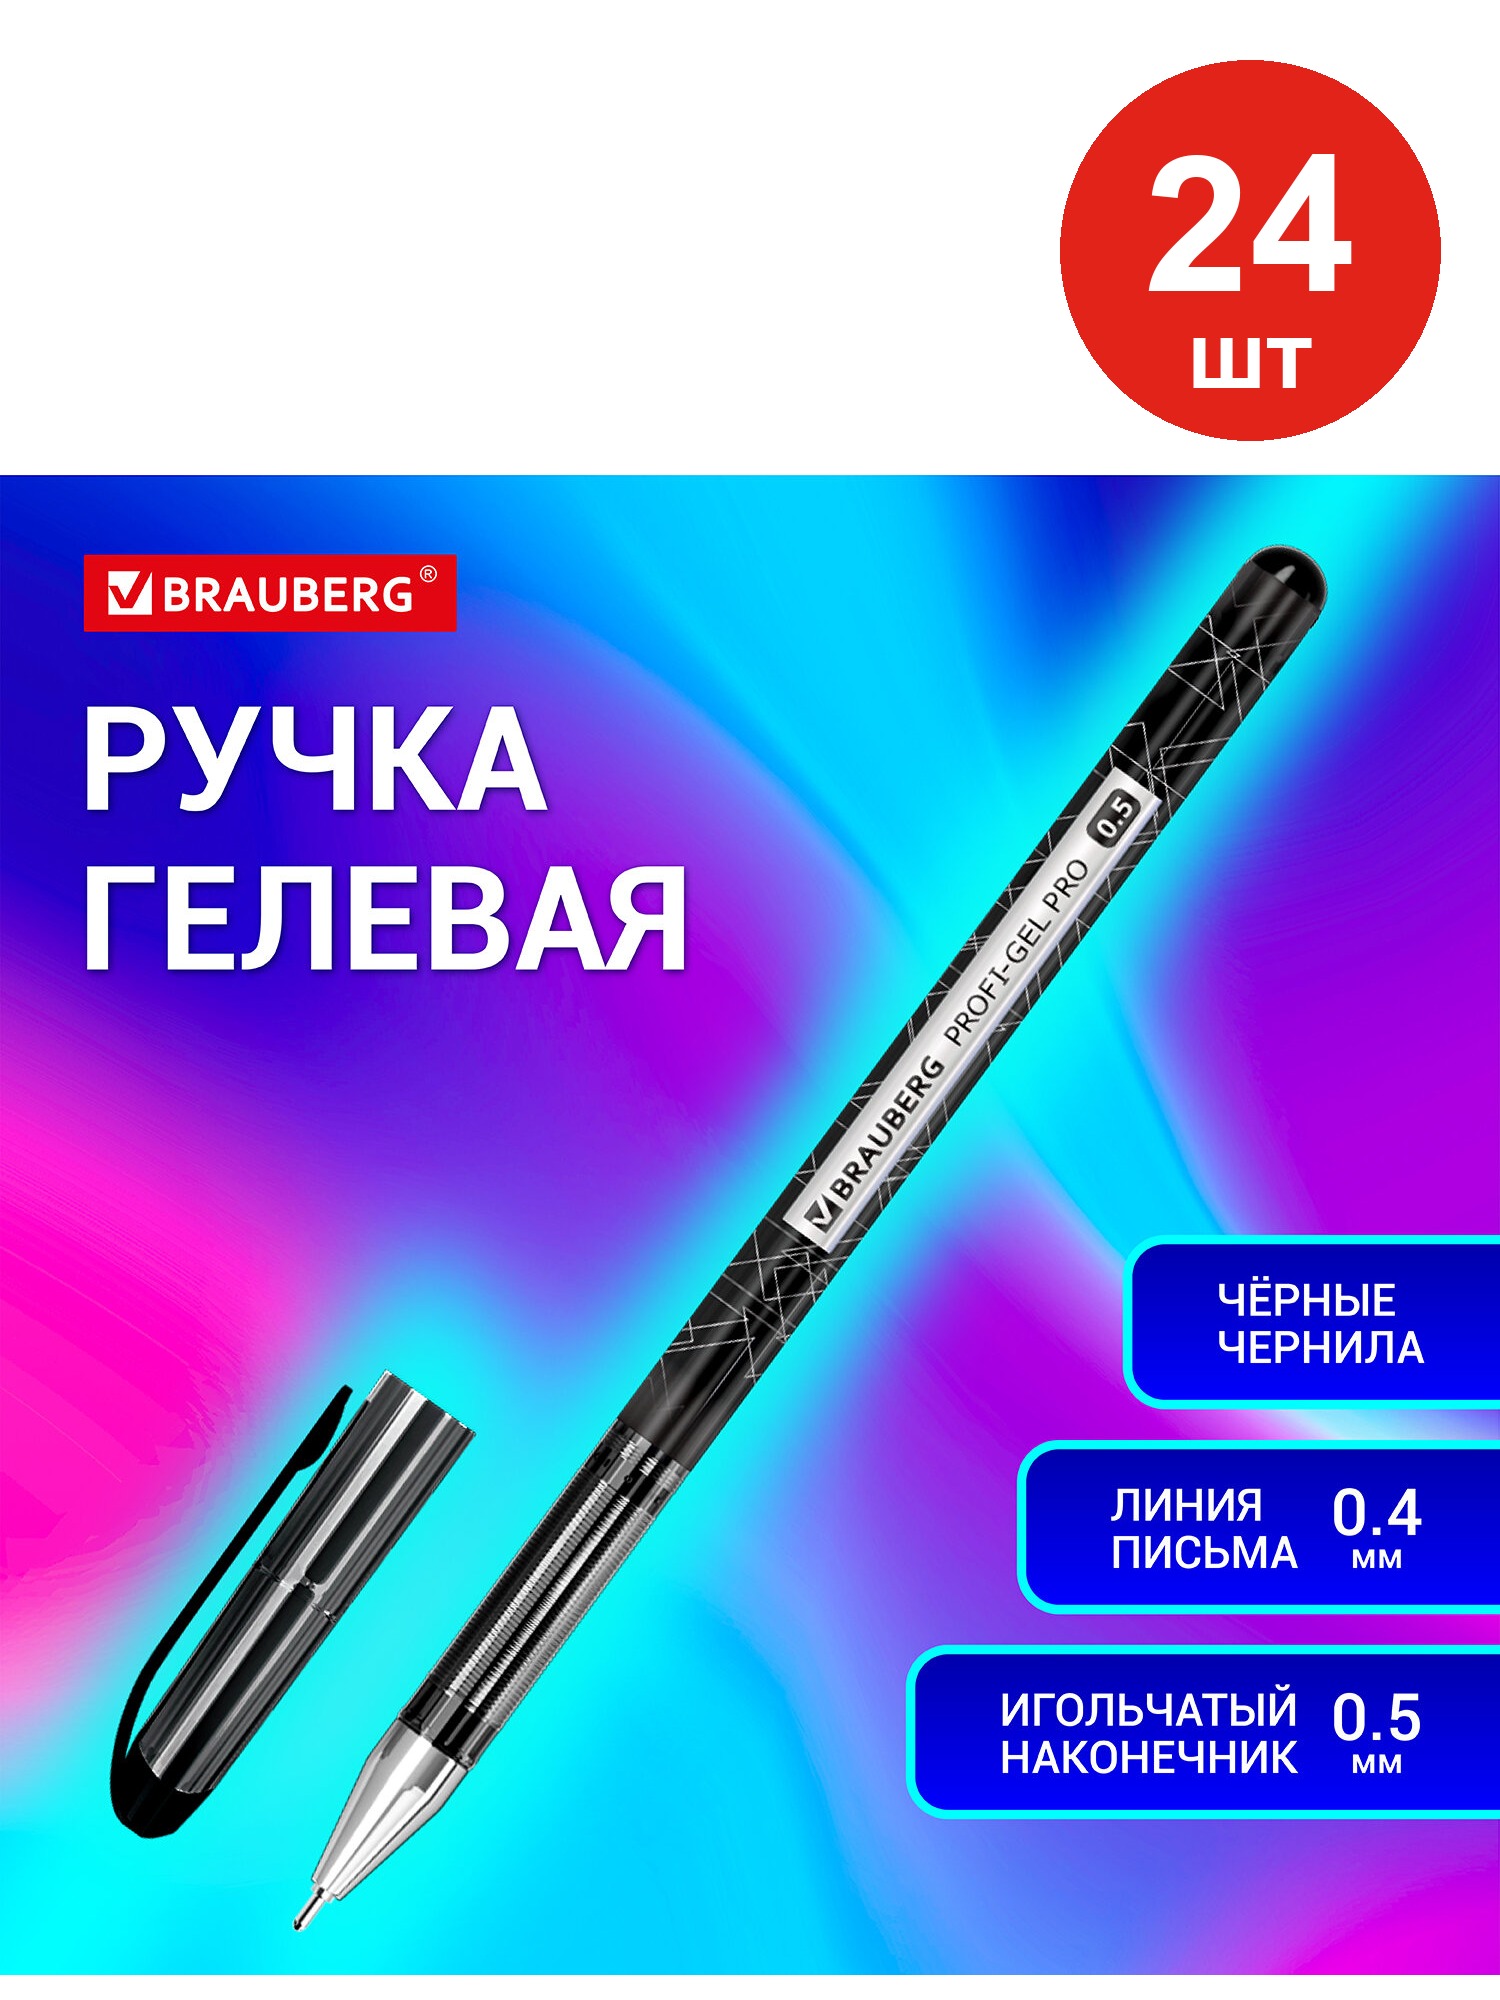 24
шт
BRAUBERG®
РУЧКА
ГЕЛЕВАЯ
BRAUBERG PROFI-GEL PRO 0.5
ЧЁРНЫЕ
ЧЕРНИЛА
ЛИНИЯ
ПИСЬМА
0.4
мм
ИГОЛЬЧАТЫЙ
НАКОНЕЧНИК
0.5
мм